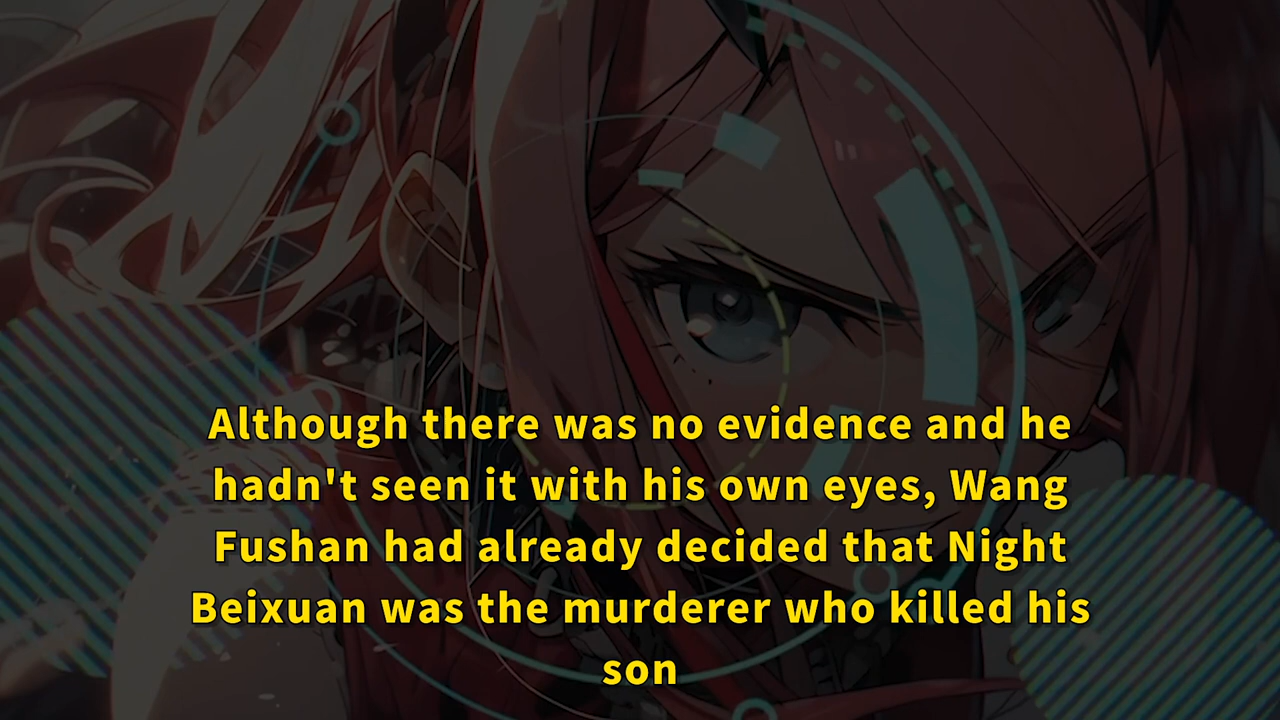 Although there was no evidence and he
hadn't seen it with his own eyes, Wang
Fushan had already decided that Night
Beixuan was the murderer who killed his
son